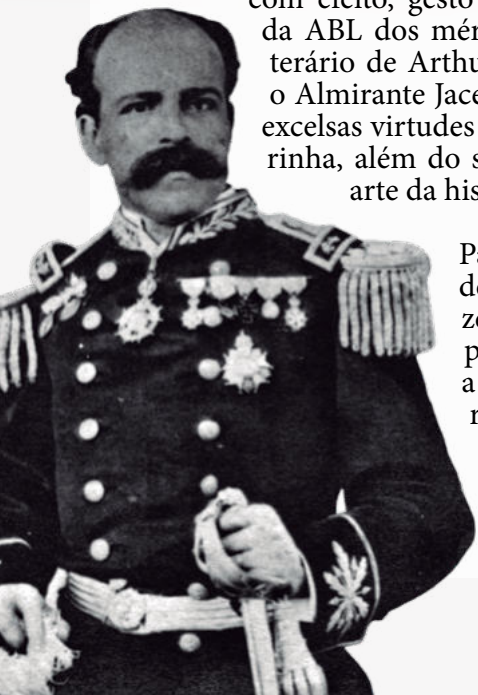 com efeito, gesto
da ABL dos mér
terário de Arthu
o Almirante Jace
excelsas virtudes
rinha, além do s
arte da his
Pa
de
ze
p
a
r